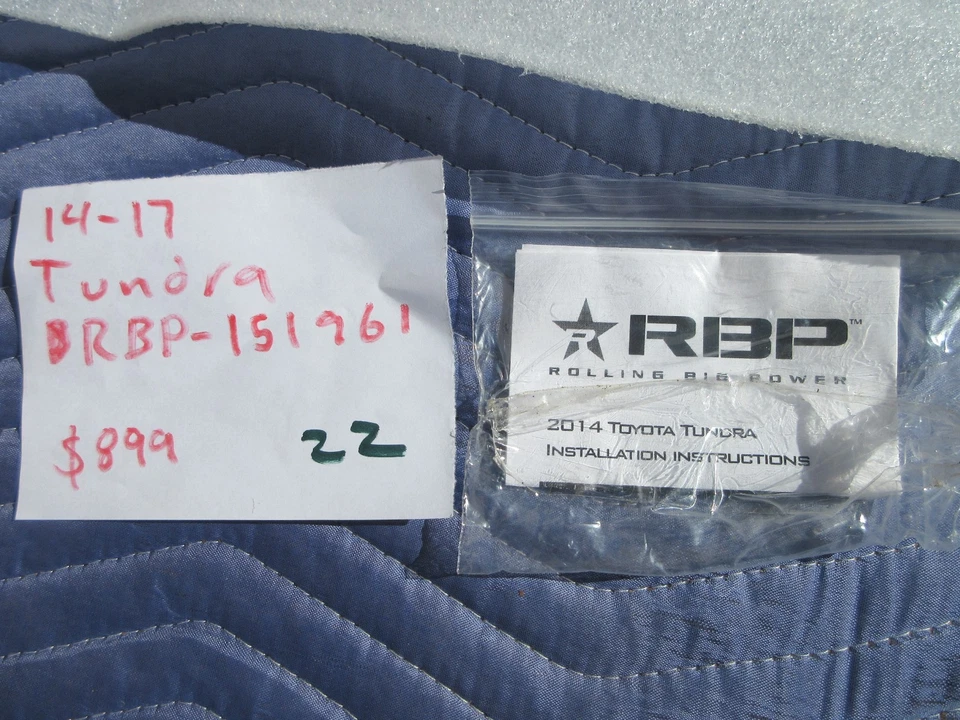 14-17
Tundra
RBP-151961
$899
22
RBP™
ROLLING BIG POWER
2014 TOYOTA TUNDRA
INSTALLATION INSTRUCTIONS